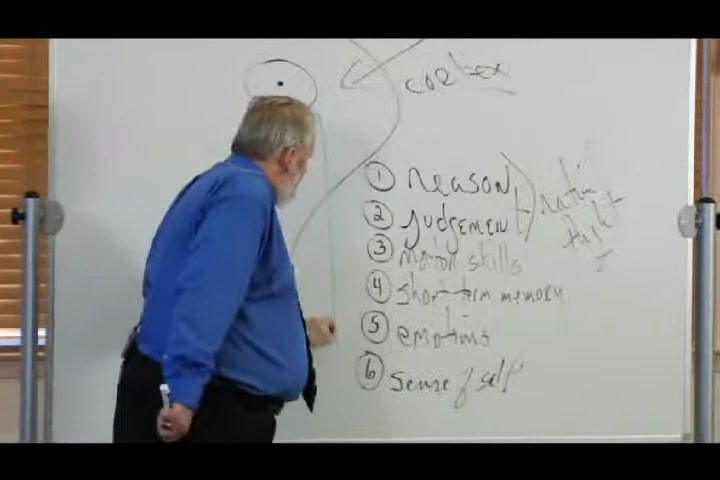 cortex
① reason
② judgement
③ motor skills
④ short-term memory
⑤ emotions
⑥ sense of self